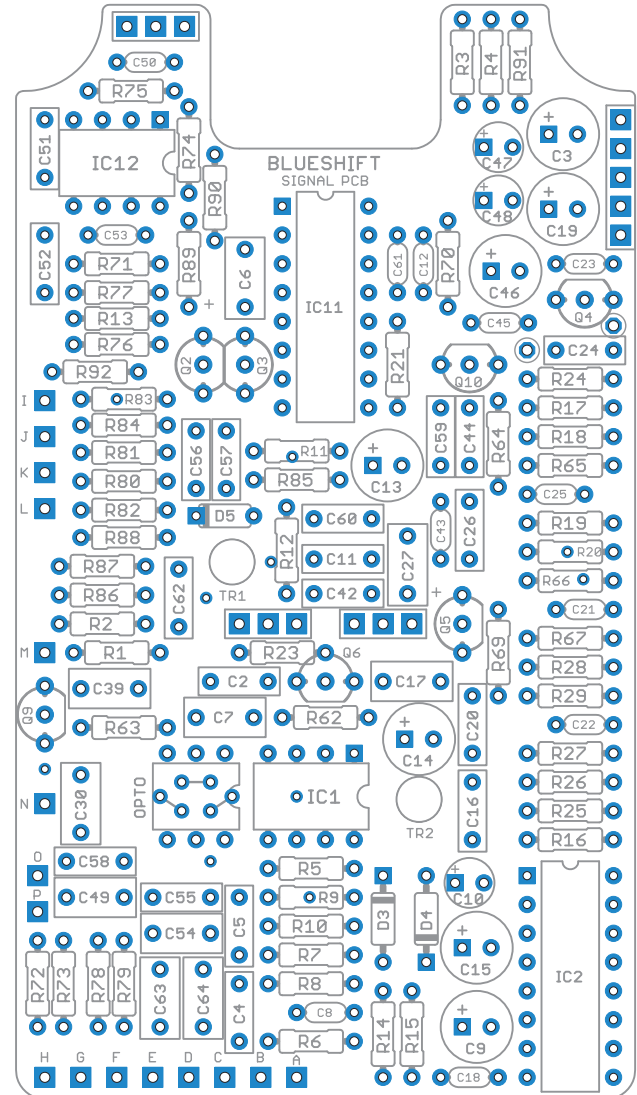 C50
R3
R4
R91
R75
+
C3
C51
R74
IC12
+
C47
BLUESHIFT
SIGNAL PCB
R90
+
C48
+
C19
C53
C52
R89
C6
C61
C12
R70
R71
+
C46
C23
R77
+
IC11
Q4
R13
C45
R76
Q2
Q3
R21
C24
R92
Q10
R24
I
R83
R17
R84
C59
C44
R64
J
C56
C57
R11
+
C13
R18
R81
R65
K
R80
R85
C25
L
R82
D5
C60
R19
R88
R12
C43
C26
C11
R20
R87
C62
TR1
C27
R66
R86
C42
+
C21
R2
Q5
R67
M
R1
R23
Q6
R69
R28
C39
C2
C17
R29
Q9
C7
R62
+
C14
C20
C22
R63
R27
OPTO
IC1
R26
N
C30
TR2
C16
R25
R16
O
C58
R5
+
C10
P
C49
C55
R9
C5
D3
D4
R10
C54
+
C15
R7
R72
R73
R78
R79
C63
C64
C4
R8
IC2
C8
R14
R15
+
C9
R6
H
G
F
E
D
C
B
A
C18